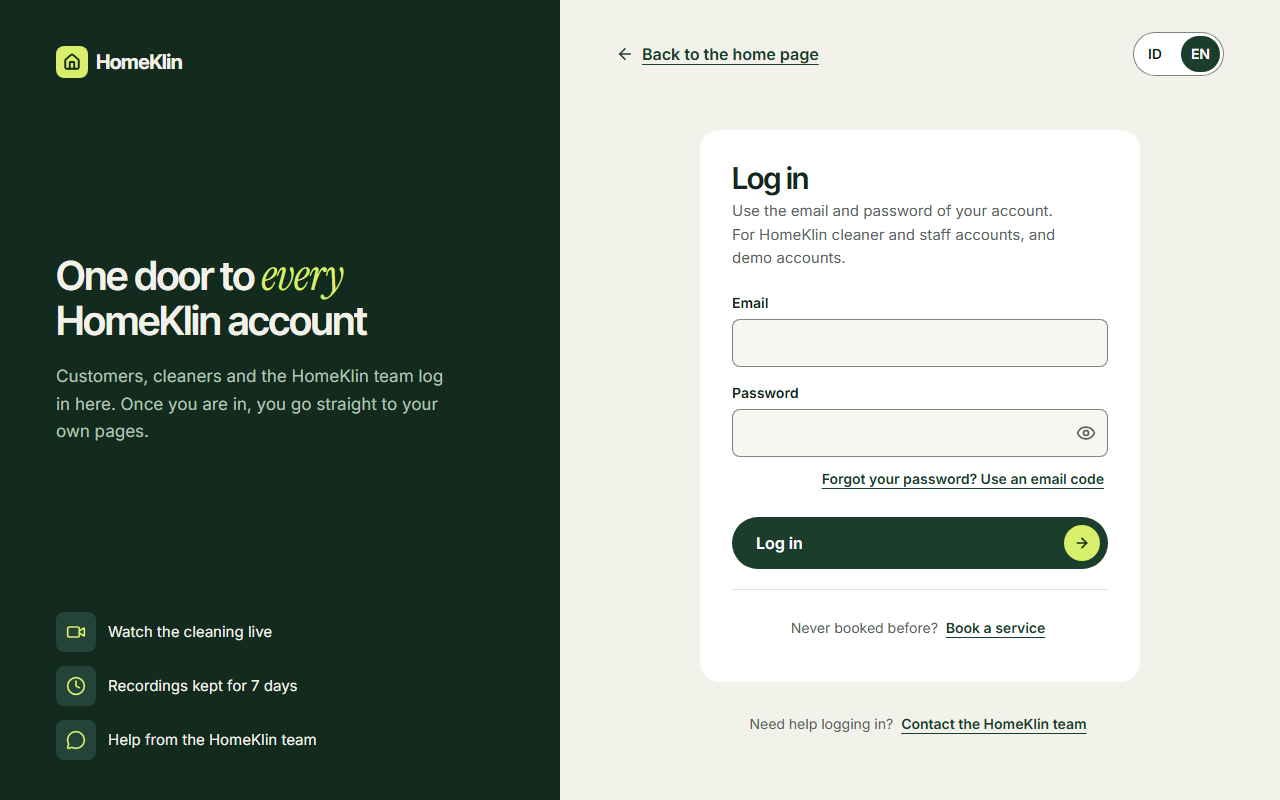 HomeKlin
One door to every
HomeKlin account
Customers, cleaners and the HomeKlin team log
in here. Once you are in, you go straight to your
own pages.
Watch the cleaning live
Recordings kept for 7 days
Help from the HomeKlin team
Back to the home page
ID EN
Log in
Use the email and password of your account.
For HomeKlin cleaner and staff accounts, and
demo accounts.
Email
Password
Forgot your password? Use an email code
Log in
Never booked before? Book a service
Need help logging in? Contact the HomeKlin team